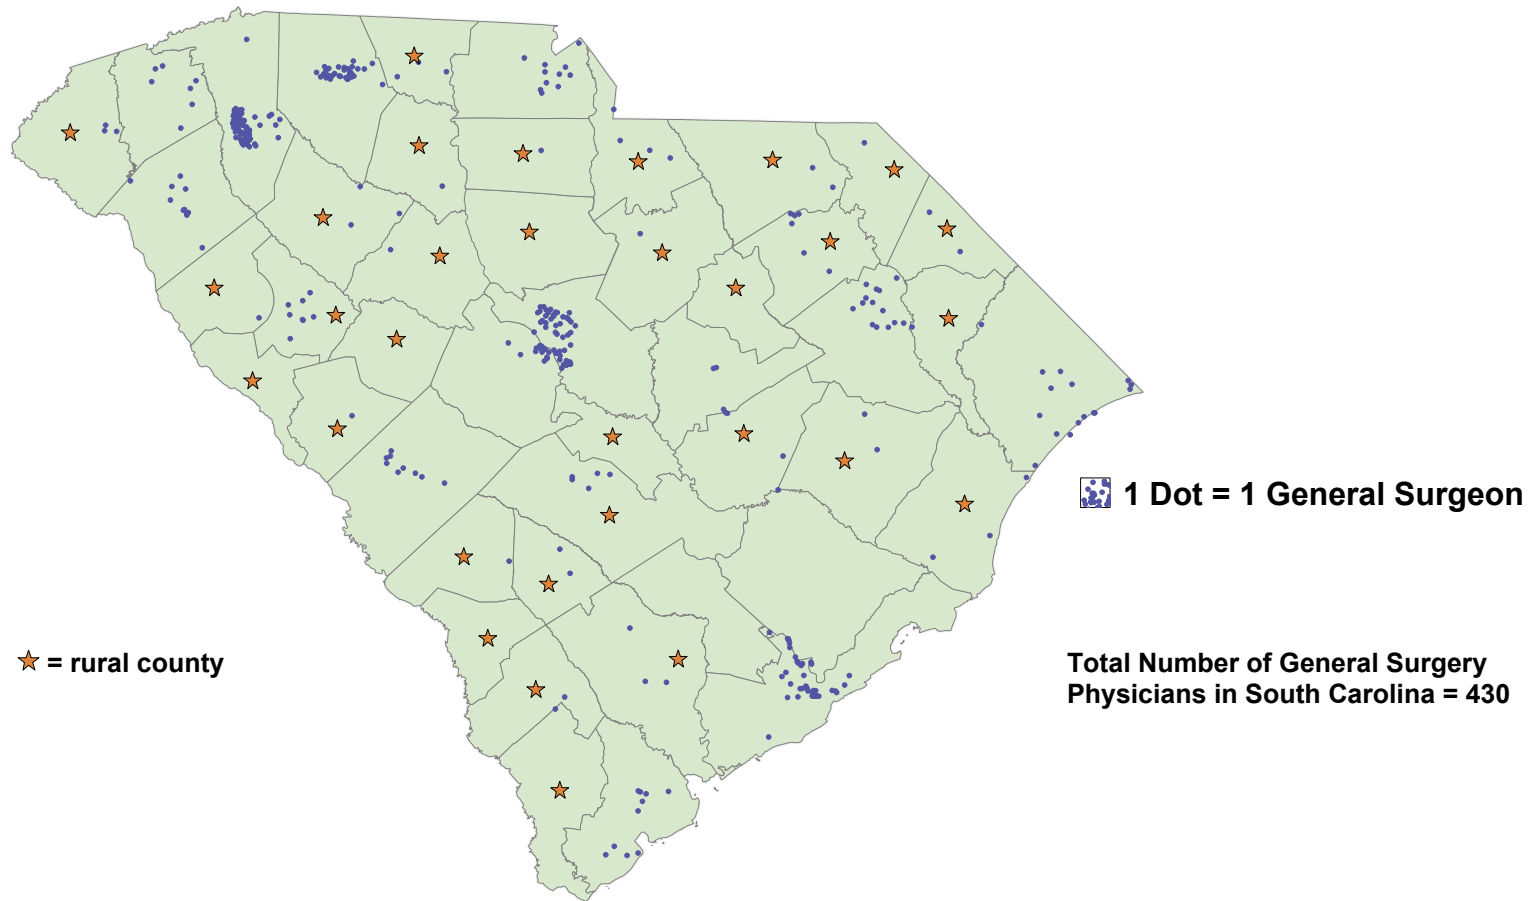 1 Dot = 1 General Surgeon
= rural county
Total Number of General Surgery
Physicians in South Carolina = 430